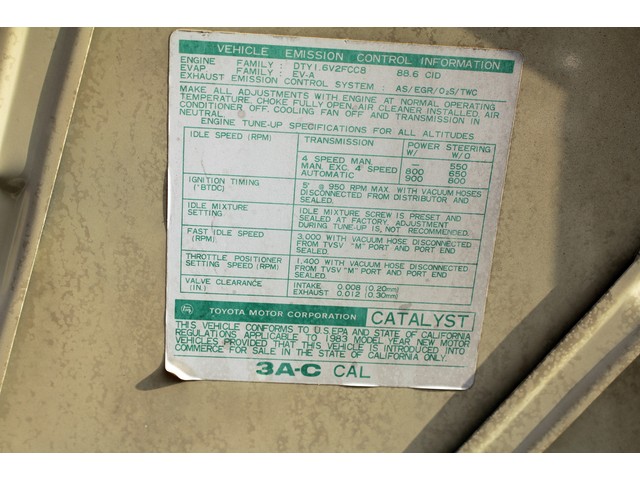 VEHICLE EMISSION CONTROL INFORMATION
ENGINE FAMILY : DTY1.6V2FCC8 88.6 CID
EVAP FAMILY : EV-A
EXHAUST EMISSION CONTROL SYSTEM : AS/EGR/O2S/TWC
MAKE ALL ADJUSTMENTS WITH ENGINE AT NORMAL OPERATING
TEMPERATURE, CHOKE FULLY OPEN, AIR CLEANER INSTALLED, AIR
CONDITIONER OFF, COOLING FAN OFF AND TRANSMISSION IN
NEUTRAL.
ENGINE TUNE-UP SPECIFICATIONS FOR ALL ALTITUDES
IDLE SPEED (RPM) TRANSMISSION POWER STEERING
W/ W/O
4 SPEED MAN. — 550
MAN. EXC. 4 SPEED 800 650
AUTOMATIC 900 800
IGNITION TIMING
(°BTDC)
5° @ 950 RPM MAX. WITH VACUUM HOSES
DISCONNECTED FROM DISTRIBUTOR AND
SEALED.
IDLE MIXTURE
SETTING
IDLE MIXTURE SCREW IS PRESET AND
SEALED AT FACTORY. ADJUSTMENT
DURING TUNE-UP IS NOT RECOMMENDED.
FAST IDLE SPEED
(RPM)
3,000 WITH VACUUM HOSE DISCONNECTED
FROM TVSV "M" PORT AND PORT END
SEALED.
THROTTLE POSITIONER
SETTING SPEED (RPM)
1,400 WITH VACUUM HOSE DISCONNECTED
FROM TVSV "M" PORT AND PORT END
SEALED.
VALVE CLEARANCE
(IN.)
INTAKE 0.008 (0.20mm)
EXHAUST 0.012 (0.30mm)
TOYOTA MOTOR CORPORATION CATALYST
THIS VEHICLE CONFORMS TO U.S.EPA AND STATE OF CALIFORNIA
REGULATIONS APPLICABLE TO 1983 MODEL YEAR NEW MOTOR
VEHICLES PROVIDED THAT THIS VEHICLE IS INTRODUCED INTO
COMMERCE FOR SALE IN THE STATE OF CALIFORNIA ONLY.
3A-C CAL